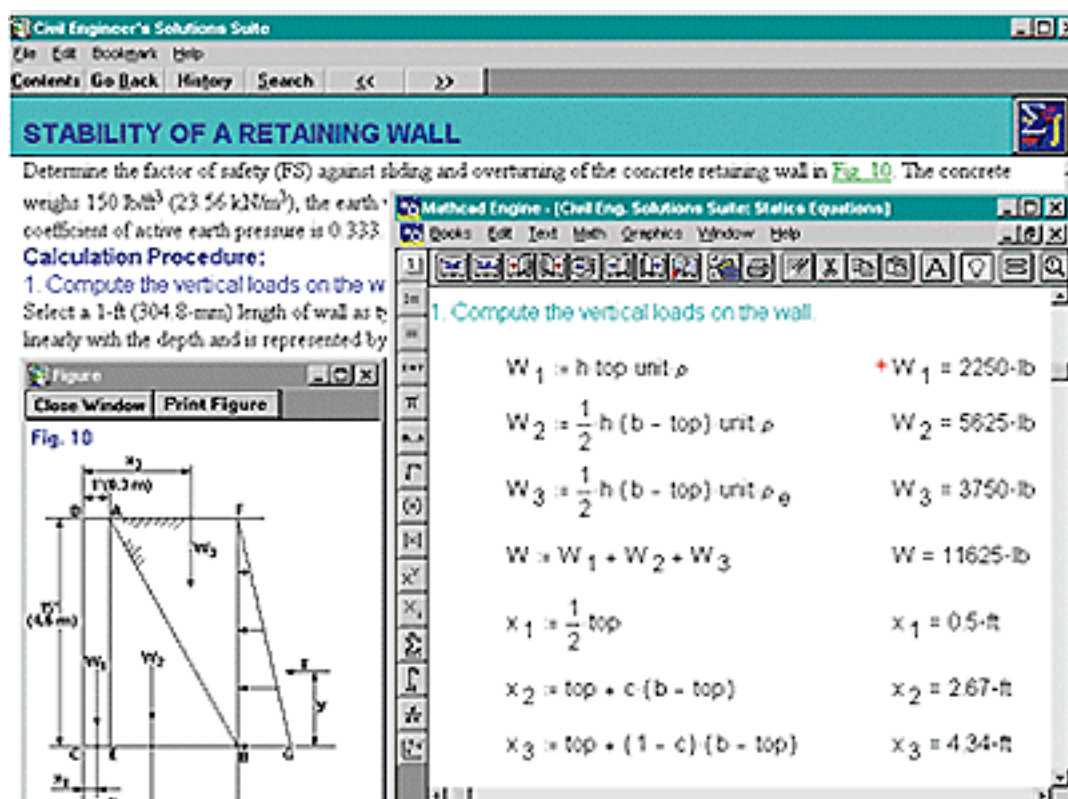 Civil Engineer's Solutions Suite
File Edit Bookmark Help
Contents Go Back History Search << >>
STABILITY OF A RETAINING WALL
Determine the factor of safety (FS) against sliding and overturning of the concrete retaining wall in Fig. 10. The concrete
weighs 150 lb/ft³ (23.56 kN/m³), the earth
coefficient of active earth pressure is 0.333.
Calculation Procedure:
1. Compute the vertical loads on the w
Select a 1-ft (304.8-mm) length of wall as ty
linearly with the depth and is represented by
Figure
Close Window Print Figure
Fig. 10
x₃
1'(0.3 m)
D A F
W₃
15'
(4.6 m)
W₁ W₂
F
y
C E B G
x₁
Mathcad Engine - [Civil Eng. Solutions Suite: Statics Equations]
Books Edit Text Math Graphics Window Help
1. Compute the vertical loads on the wall.
W₁ := h·top·unit·ρ W₁ = 2250·lb
W₂ := 1/2·h·(b - top)·unit·ρ W₂ = 5625·lb
W₃ := 1/2·h·(b - top)·unit·ρₑ W₃ = 3750·lb
W := W₁ + W₂ + W₃ W = 11625·lb
x₁ := 1/2·top x₁ = 0.5·ft
x₂ := top + c·(b - top) x₂ = 2.67·ft
x₃ := top + (1 - c)·(b - top) x₃ = 4.34·ft